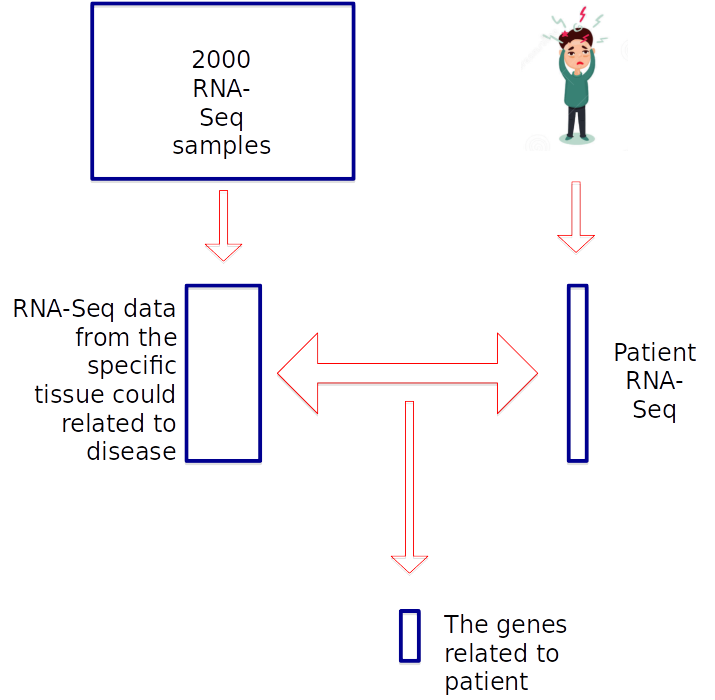 2000
RNA-
Seq
samples
RNA-Seq data
from the
specific
tissue could
related to
disease
Patient
RNA-
Seq
The genes
related to
patient